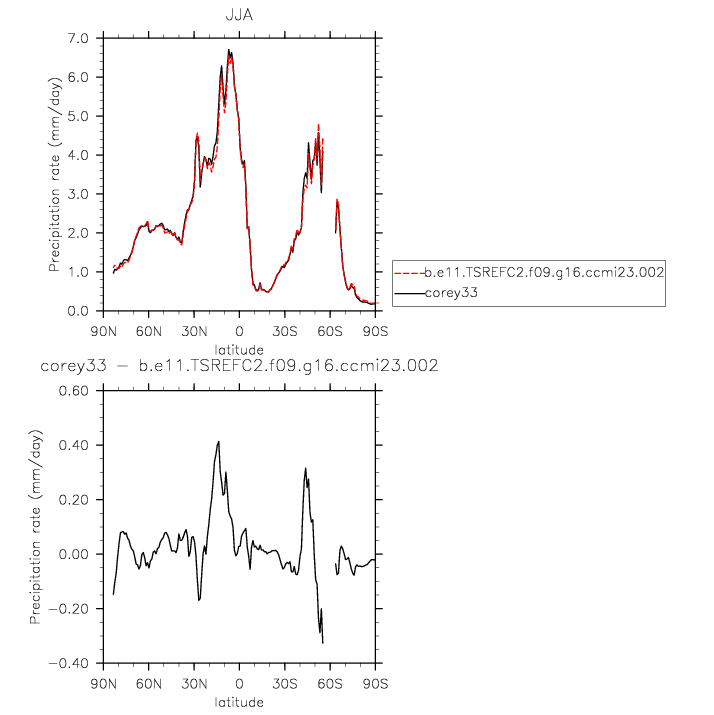 JJA
7.0
6.0
5.0
4.0
3.0
2.0
1.0
0.0
Precipitation rate (mm/day)
90N 60N 30N 0 30S 60S 90S
latitude
b.e11.TSREFC2.f09.g16.ccmi23.002
corey33
corey33 – b.e11.TSREFC2.f09.g16.ccmi23.002
0.60
0.40
0.20
0.00
−0.20
−0.40
Precipitation rate (mm/day)
90N 60N 30N 0 30S 60S 90S
latitude